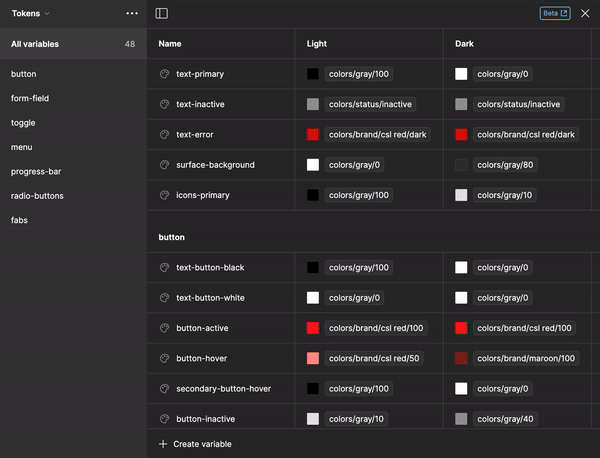 Tokens
Beta
All variables 48
button
form-field
toggle
menu
progress-bar
radio-buttons
fabs
Name Light Dark
text-primary colors/gray/100 colors/gray/0
text-inactive colors/status/inactive colors/status/inactive
text-error colors/brand/csl red/dark colors/brand/csl red/dark
surface-background colors/gray/0 colors/gray/80
icons-primary colors/gray/100 colors/gray/10
button
text-button-black colors/gray/100 colors/gray/0
text-button-white colors/gray/0 colors/gray/0
button-active colors/brand/csl red/100 colors/brand/csl red/100
button-hover colors/brand/csl red/50 colors/brand/maroon/100
secondary-button-hover colors/gray/100 colors/gray/0
button-inactive colors/gray/10 colors/gray/40
Create variable